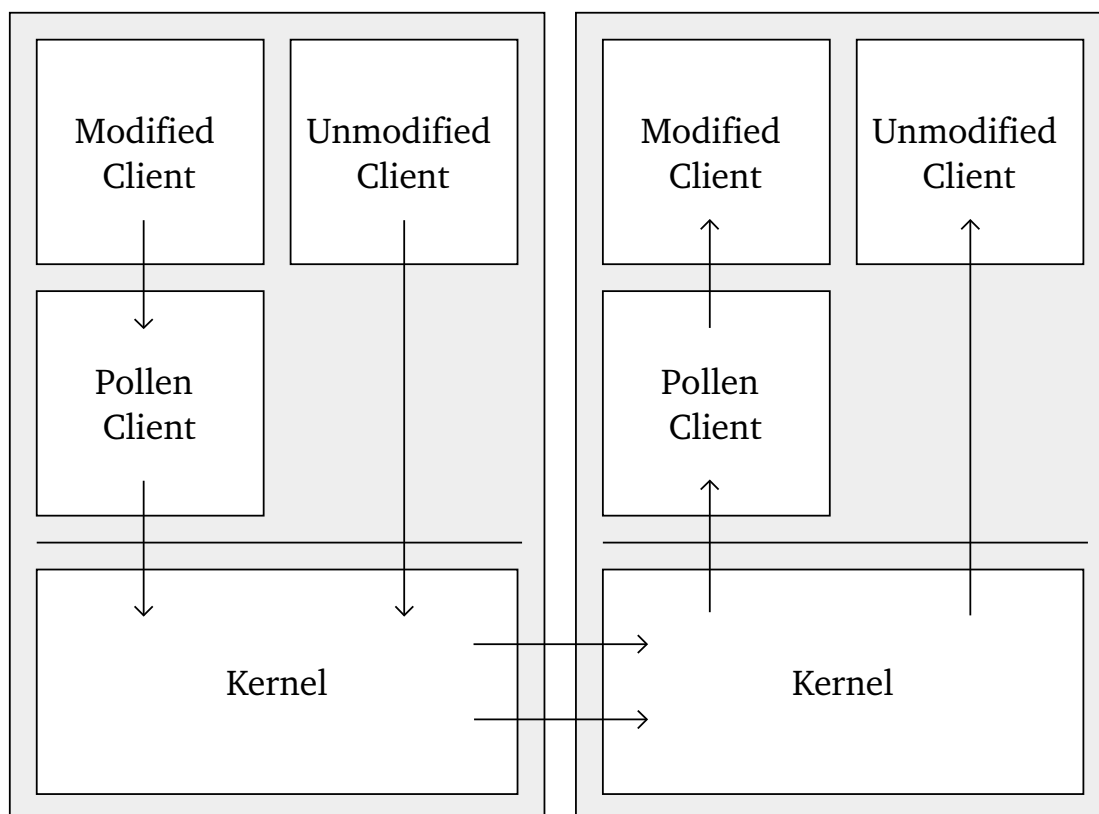 Modified
Client
Unmodified
Client
Pollen
Client
Kernel
Modified
Client
Unmodified
Client
Pollen
Client
Kernel